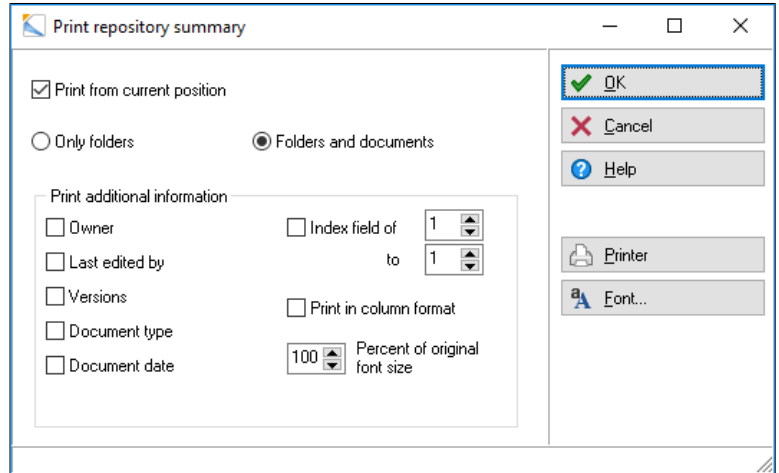 Print repository summary
Print from current position
Only folders
Folders and documents
Print additional information
Owner
Index field of 1
Last edited by
to 1
Versions
Print in column format
Document type
100 Percent of original
font size
Document date
OK
Cancel
Help
Printer
Font...